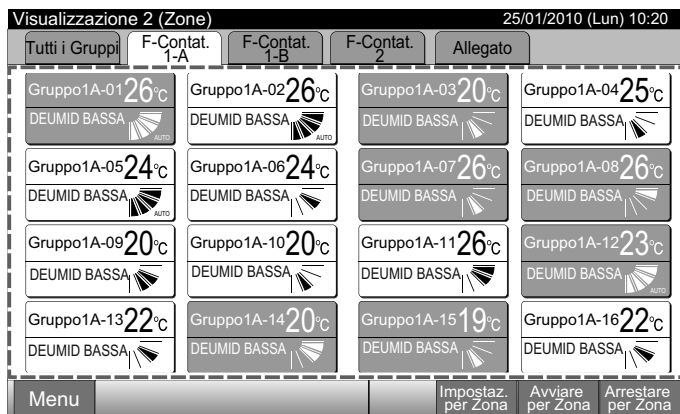 Visualizzazione 2 (Zone) 25/01/2010 (Lun) 10:20
Tutti i Gruppi F-Contat. 1-A F-Contat. 1-B F-Contat. 2 Allegato
Gruppo1A-01 26°C Gruppo1A-02 26°C Gruppo1A-03 20°C Gruppo1A-04 25°C
DEUMID BASSA AUTO DEUMID BASSA AUTO DEUMID BASSA DEUMID BASSA
Gruppo1A-05 24°C Gruppo1A-06 24°C Gruppo1A-07 26°C Gruppo1A-08 26°C
DEUMID BASSA AUTO DEUMID BASSA DEUMID BASSA DEUMID BASSA
Gruppo1A-09 20°C Gruppo1A-10 20°C Gruppo1A-11 26°C Gruppo1A-12 23°C
DEUMID BASSA DEUMID BASSA DEUMID BASSA DEUMID BASSA AUTO
Gruppo1A-13 22°C Gruppo1A-14 20°C Gruppo1A-15 19°C Gruppo1A-16 22°C
DEUMID BASSA DEUMID BASSA DEUMID BASSA DEUMID BASSA
Menu Impostaz. per Zona Avviare per Zona Arrestare per Zona